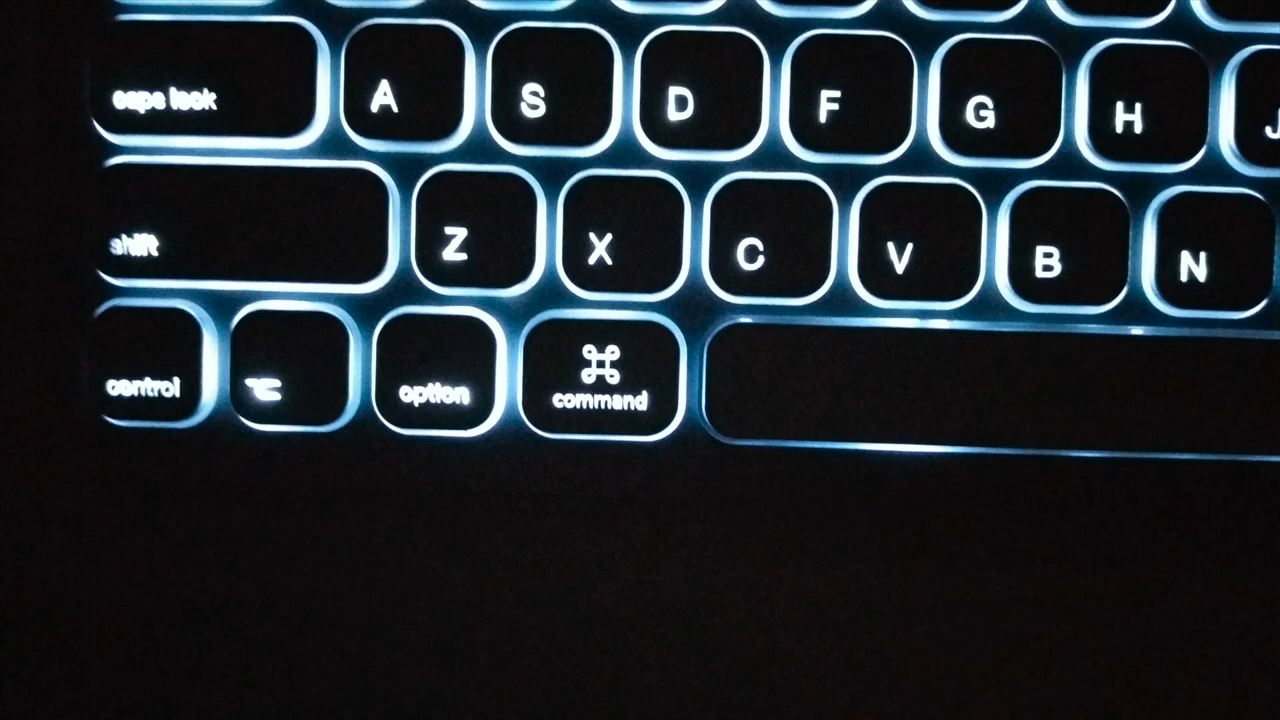 caps lock A S D F G H J
shift Z X C V B N
control ⌥ option ⌘ command